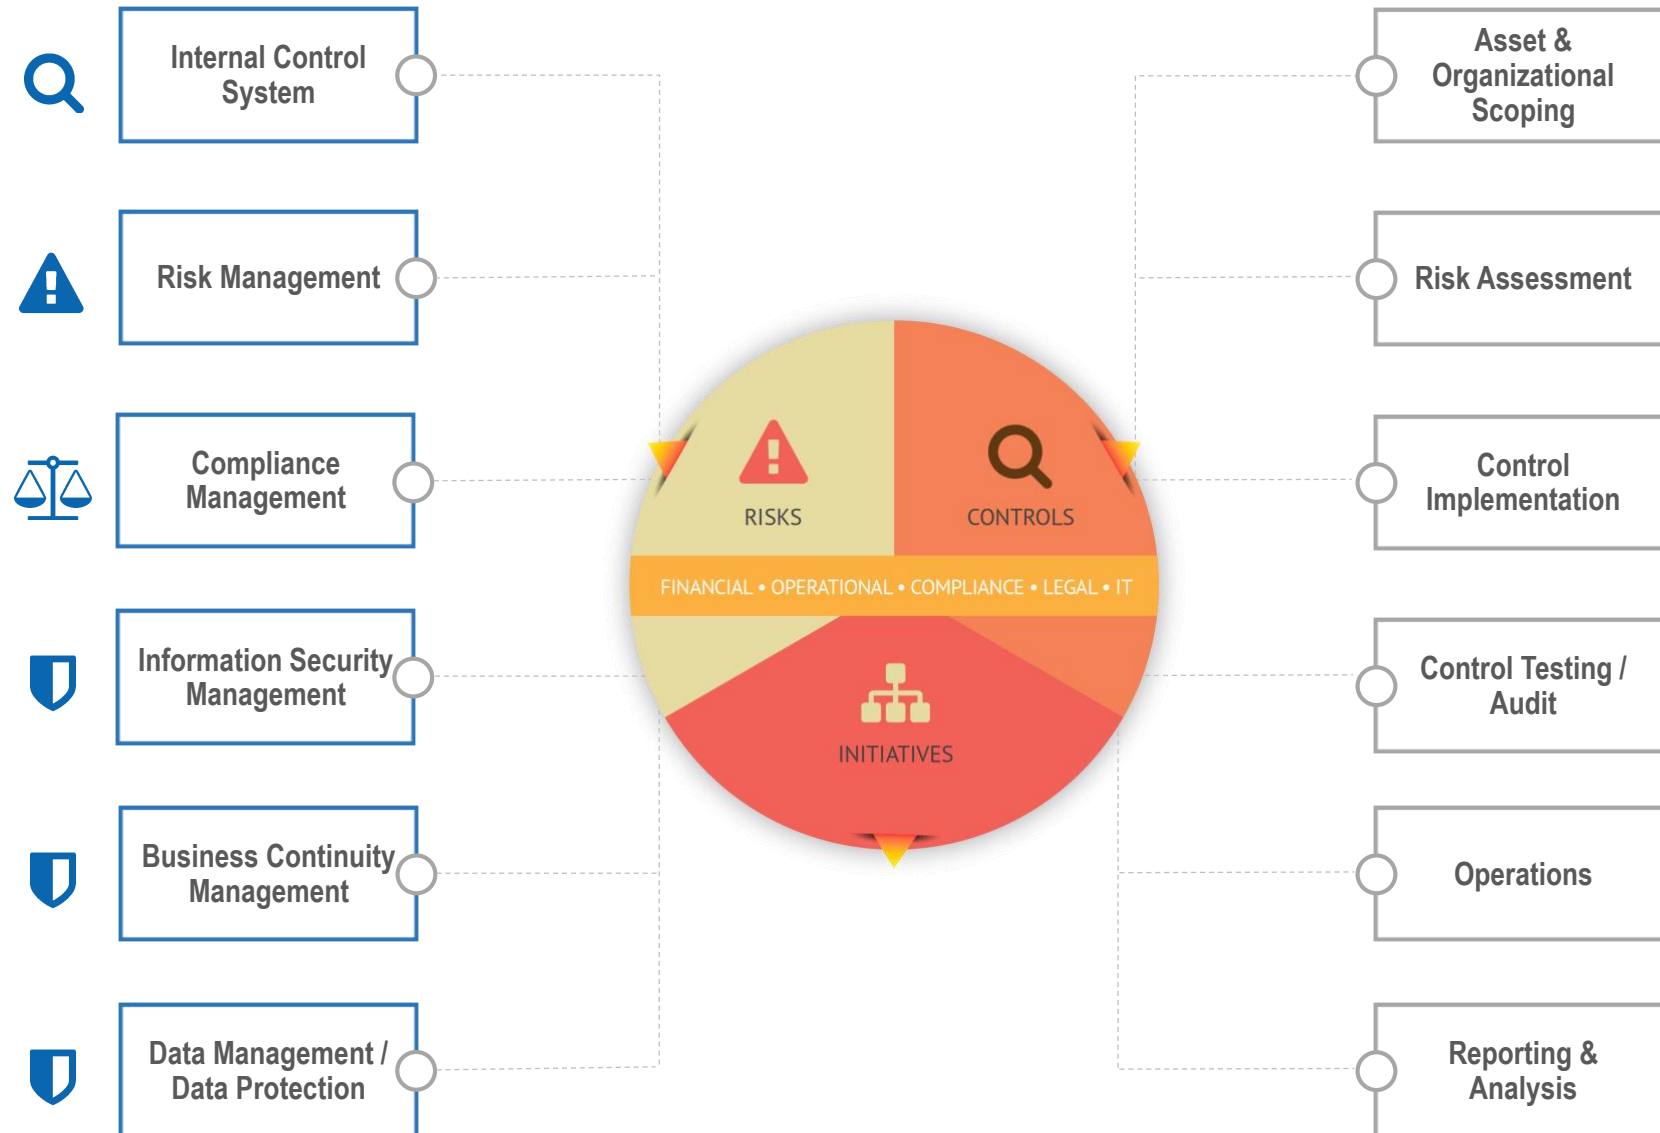 Internal Control
System
Risk Management
Compliance
Management
Information Security
Management
Business Continuity
Management
Data Management /
Data Protection
RISKS
CONTROLS
FINANCIAL • OPERATIONAL • COMPLIANCE • LEGAL • IT
INITIATIVES
Asset &
Organizational
Scoping
Risk Assessment
Control
Implementation
Control Testing /
Audit
Operations
Reporting &
Analysis